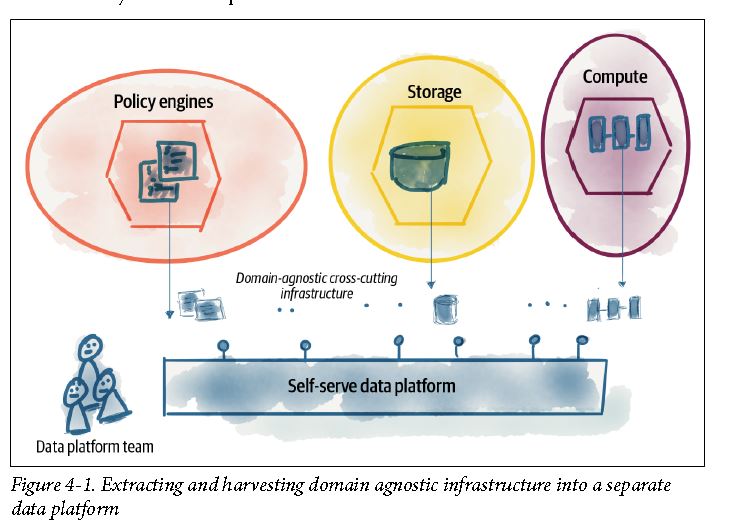 Policy engines
Storage
Compute
Domain-agnostic cross-cutting
infrastructure
Self-serve data platform
Data platform team
Figure 4-1. Extracting and harvesting domain agnostic infrastructure into a separate
data platform